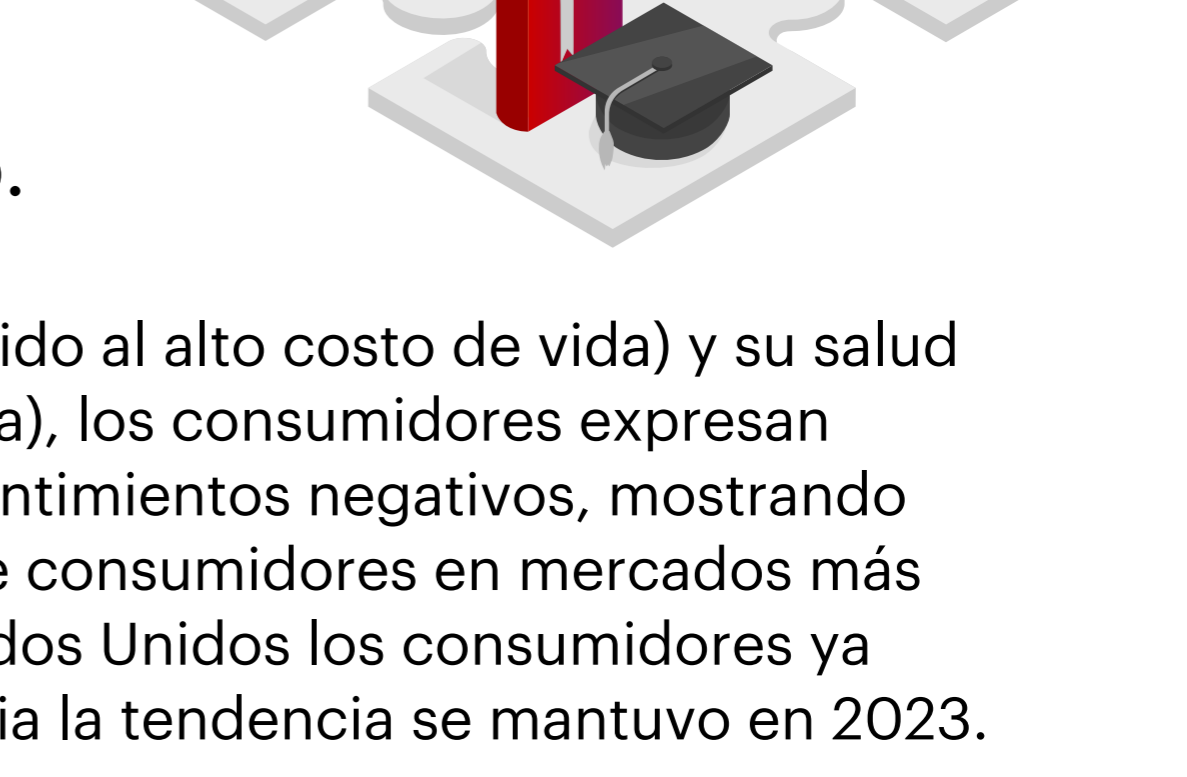 .
ido al alto costo de vida) y su salud
a), los consumidores expresan
ntimientos negativos, mostrando
e consumidores en mercados más
dos Unidos los consumidores ya
ia la tendencia se mantuvo en 2023.